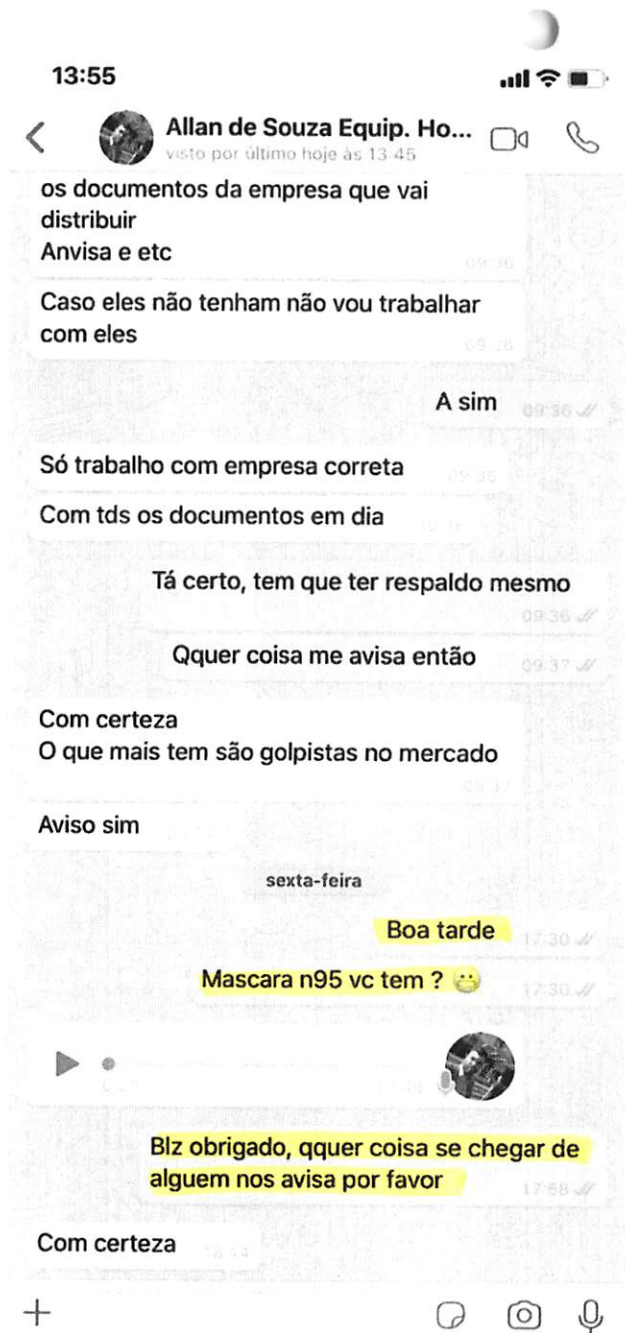 13:55
Allan de Souza Equip. Ho...
visto por último hoje às 13:45
os documentos da empresa que vai
distribuir
Anvisa e etc
09:36
Caso eles não tenham não vou trabalhar
com eles
09:36
A sim 09:36
Só trabalho com empresa correta 09:36
Com tds os documentos em dia
Tá certo, tem que ter respaldo mesmo
09:36
Qquer coisa me avisa então 09:37
Com certeza
O que mais tem são golpistas no mercado
09:37
Aviso sim
sexta-feira
Boa tarde 17:30
Mascara n95 vc tem ? 17:30
Blz obrigado, qquer coisa se chegar de
alguem nos avisa por favor 17:58
Com certeza 18:14